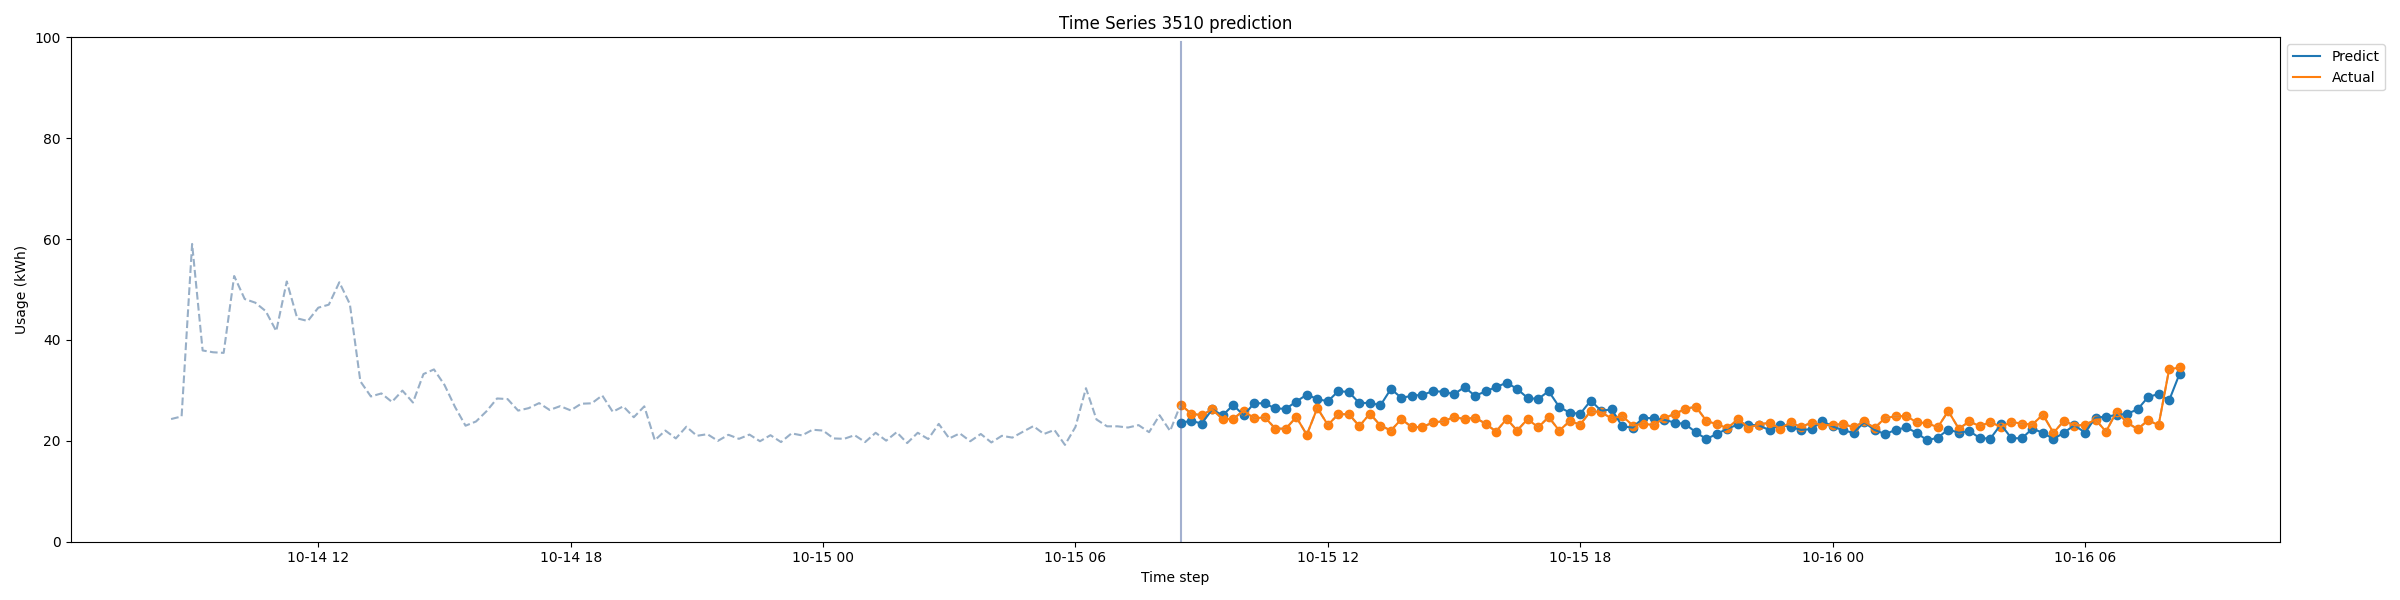 Time Series 3510 prediction
Predict
Actual
100
80
60
40
20
0
Usage (kWh)
10-14 12
10-14 18
10-15 00
10-15 06
10-15 12
10-15 18
10-16 00
10-16 06
Time step